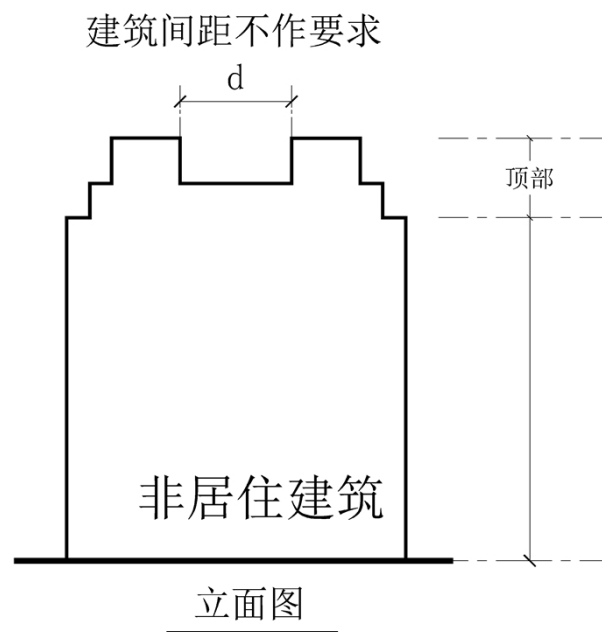 建筑间距不作要求
d
顶部
非居住建筑
立面图